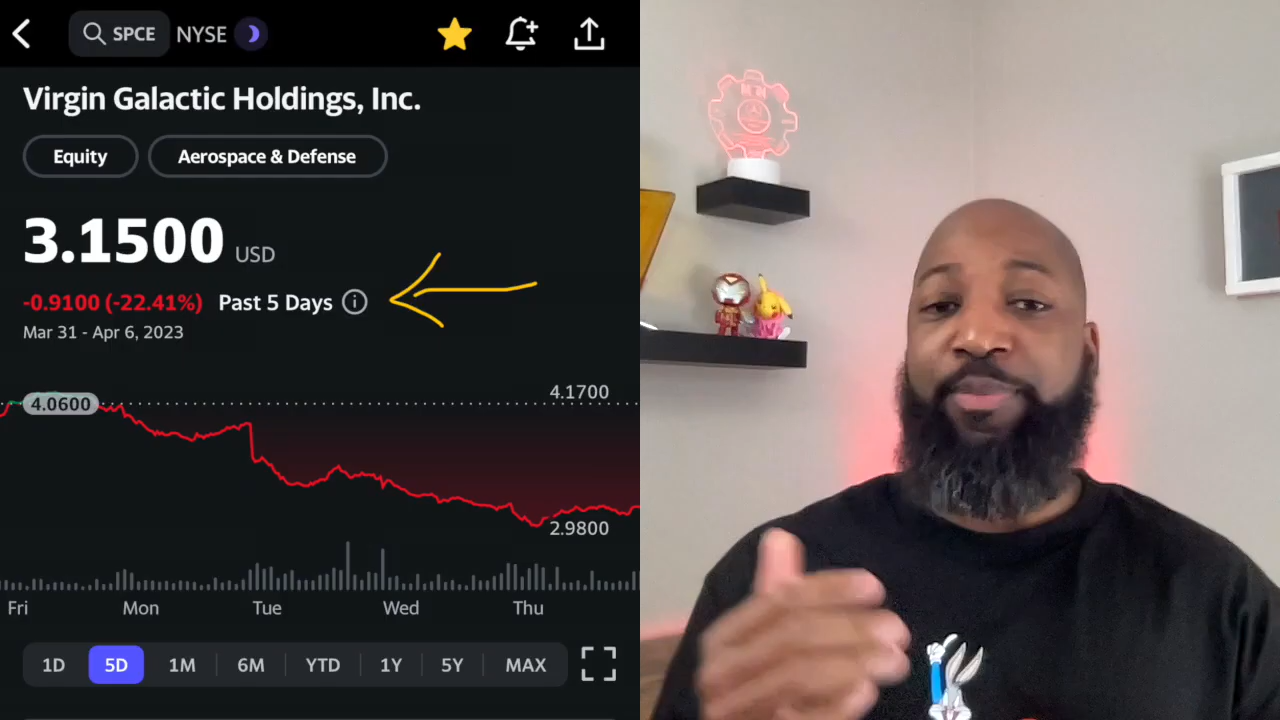 SPCE NYSE
Virgin Galactic Holdings, Inc.
Equity Aerospace & Defense
3.1500 USD
-0.9100 (-22.41%) Past 5 Days
Mar 31 - Apr 6, 2023
4.1700
4.0600
2.9800
Fri Mon Tue Wed Thu
1D 5D 1M 6M YTD 1Y 5Y MAX